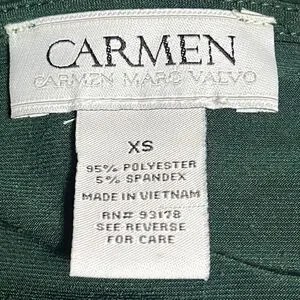 CARMEN
CARMEN MARC VALVO
XS
95% POLYESTER
5% SPANDEX
MADE IN VIETNAM
RN# 93178
SEE REVERSE
FOR CARE